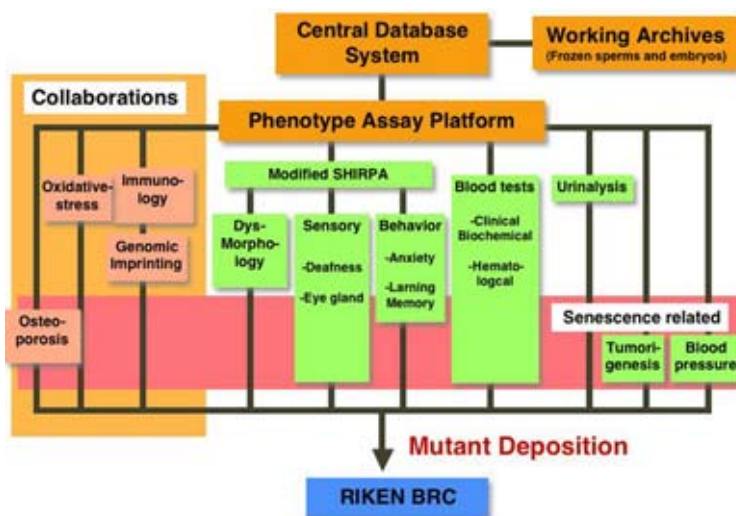 Central Database
System
Working Archives
(Frozen sperms and embryos)
Collaborations
Phenotype Assay Platform
Oxidative-
stress
Immuno-
logy
Genomic
Imprinting
Osteo-
porosis
Modified SHIRPA
Dys-
Morpho-
logy
Sensory
-Deafness
-Eye gland
Behavior
-Anxiety
-Larning
Memory
Blood tests
-Clinical
Biochemical
-Hemato-
logcal
Urinalysis
Senescence related
Tumori-
genesis
Blood
pressure
Mutant Deposition
RIKEN BRC